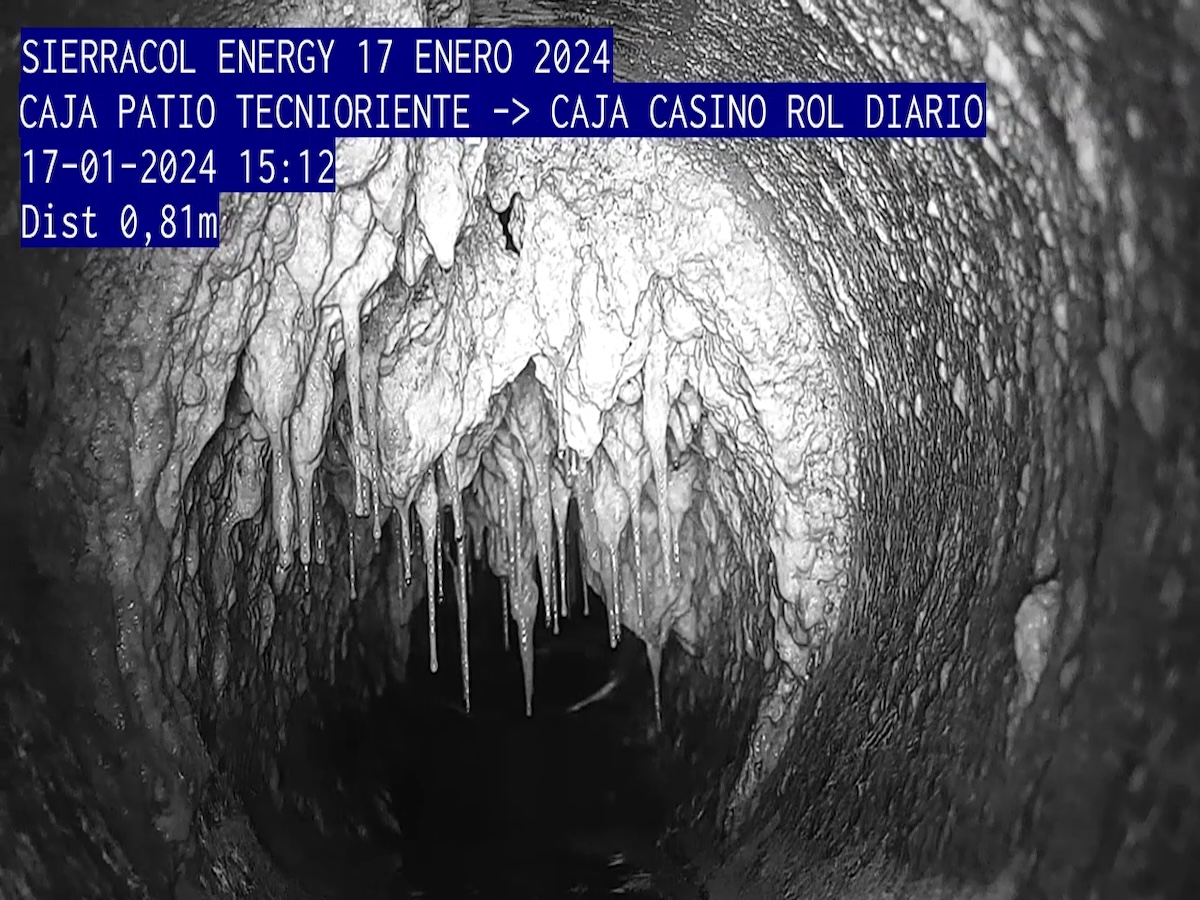 SIERRACOL ENERGY 17 ENERO 2024
CAJA PATIO TECNIORIENTE -> CAJA CASINO ROL DIARIO
17-01-2024 15:12
Dist 0,81m